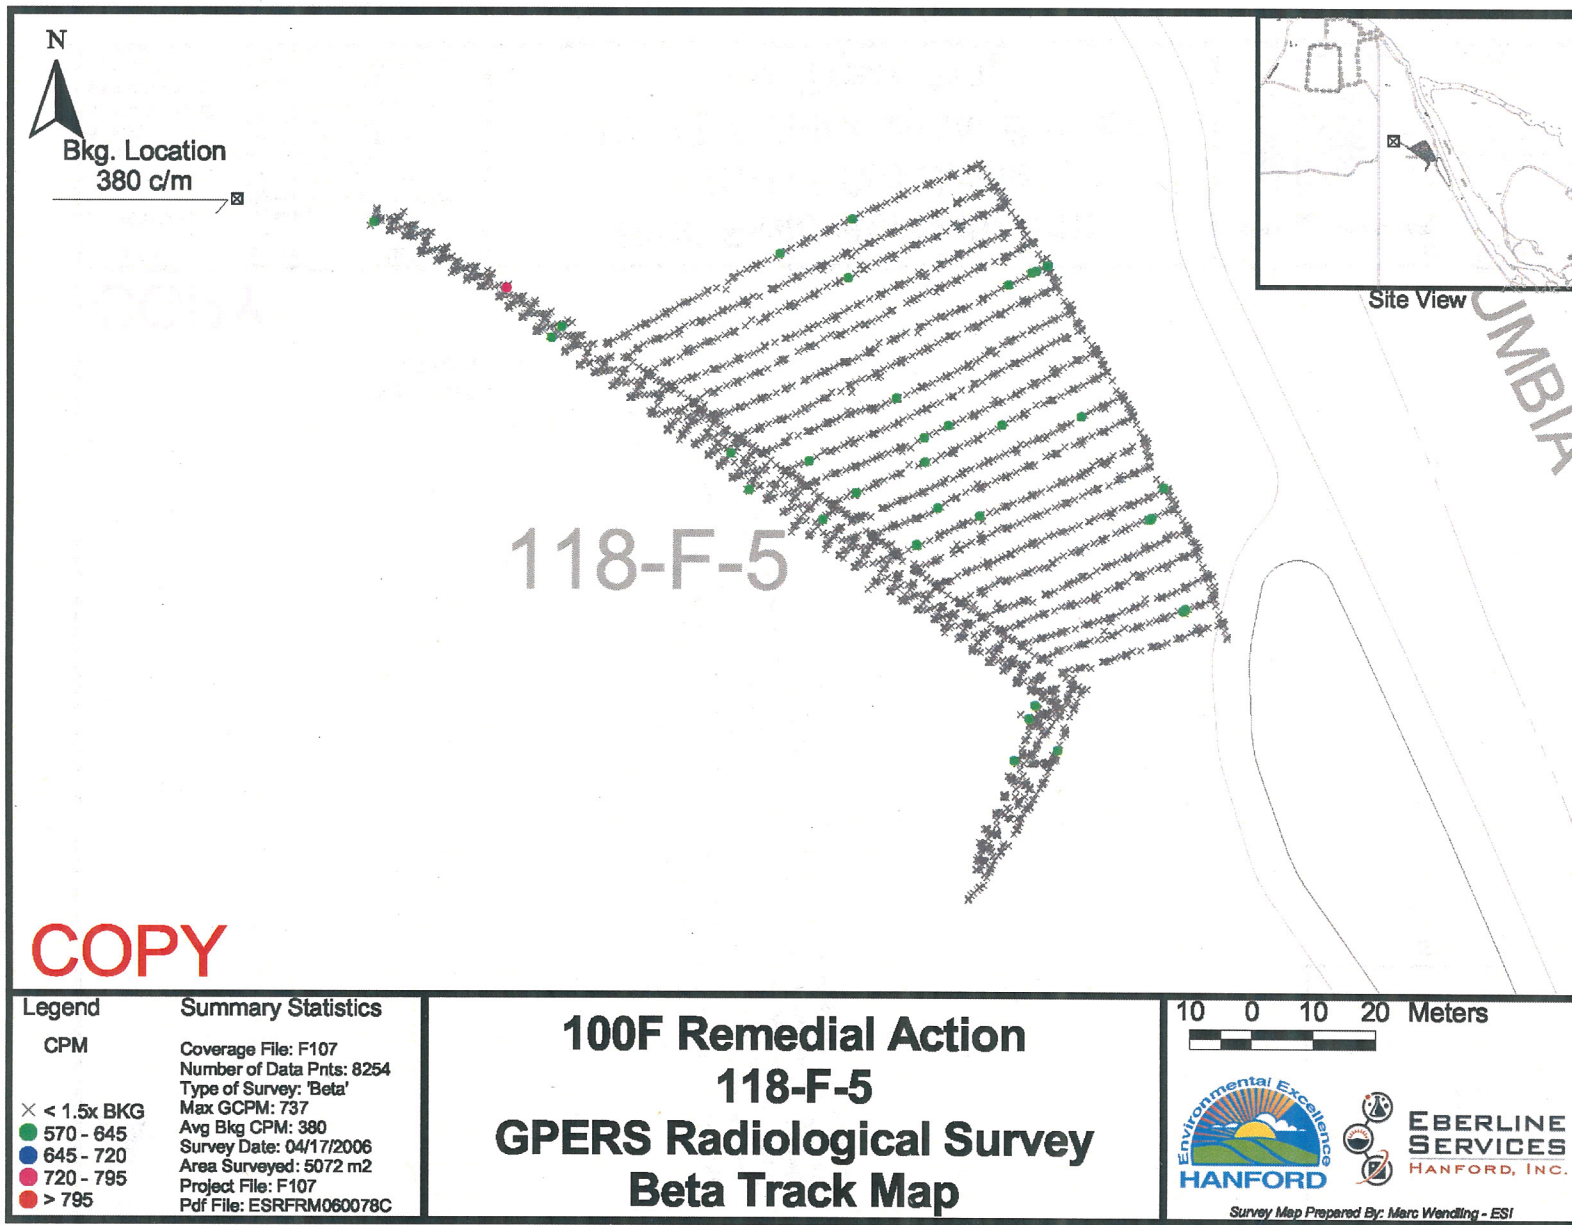 N
Bkg. Location
380 c/m
Site View
UMBIA
118-F-5
COPY
Legend
CPM
< 1.5x BKG
570 - 645
645 - 720
720 - 795
> 795
Summary Statistics
Coverage File: F107
Number of Data Pnts: 8254
Type of Survey: 'Beta'
Max GCPM: 737
Avg Bkg CPM: 380
Survey Date: 04/17/2006
Area Surveyed: 5072 m2
Project File: F107
Pdf File: ESRFRM060078C
100F Remedial Action
118-F-5
GPERS Radiological Survey
Beta Track Map
10 0 10 20 Meters
Environmental Excellence
HANFORD
EBERLINE
SERVICES
HANFORD, INC.
Survey Map Prepared By: Marc Wendling - ESI